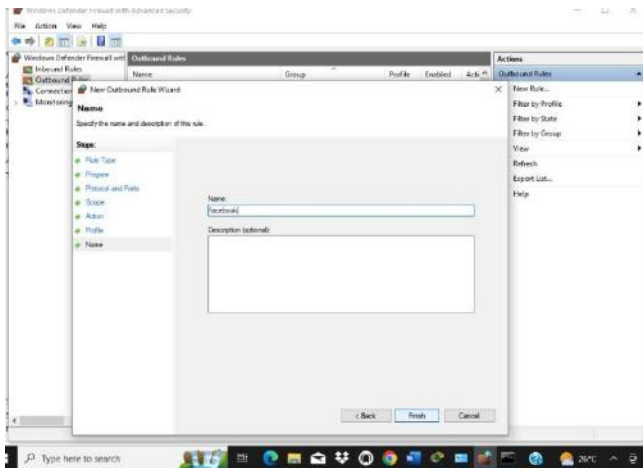 Windows Defender Firewall with Advanced Security
File Action View Help
Windows Defender Firewall wit
Inbound Rules
Outbound Rules
Connection
Monitoring
Outbound Rules
Name Group Profile Enabled Acti
New Outbound Rule Wizard
Name
Specify the name and description of this rule.
Steps:
Rule Type
Program
Protocol and Ports
Scope
Action
Profile
Name
Name:
Facebook
Description (optional):
< Back Finish Cancel
Actions
Outbound Rules
New Rule...
Filter by Profile
Filter by State
Filter by Group
View
Refresh
Export List...
Help
Type here to search
26°C